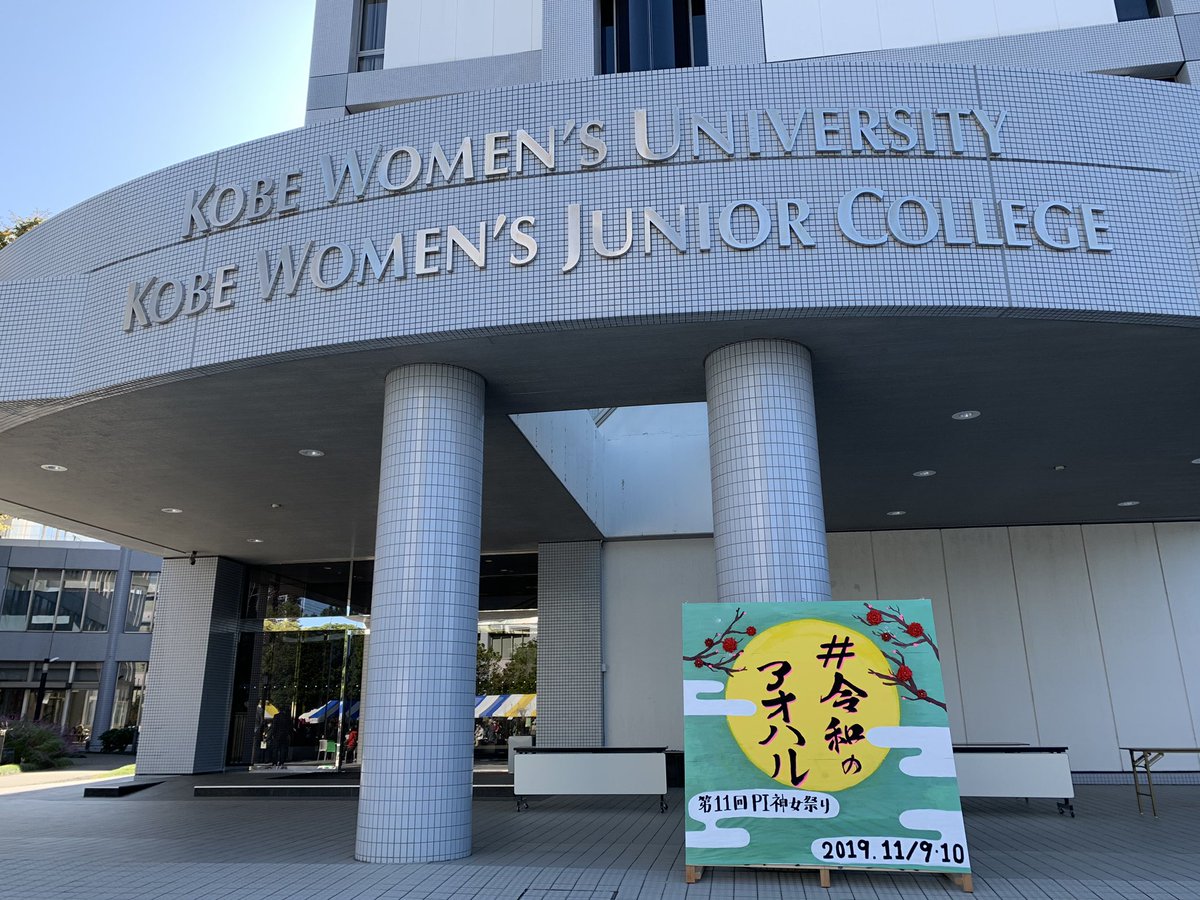 KOBE WOMEN'S UNIVERSITY
KOBE WOMEN'S JUNIOR COLLEGE
#令和の
アオハル
第11回PI神女祭り
2019.11/9・10